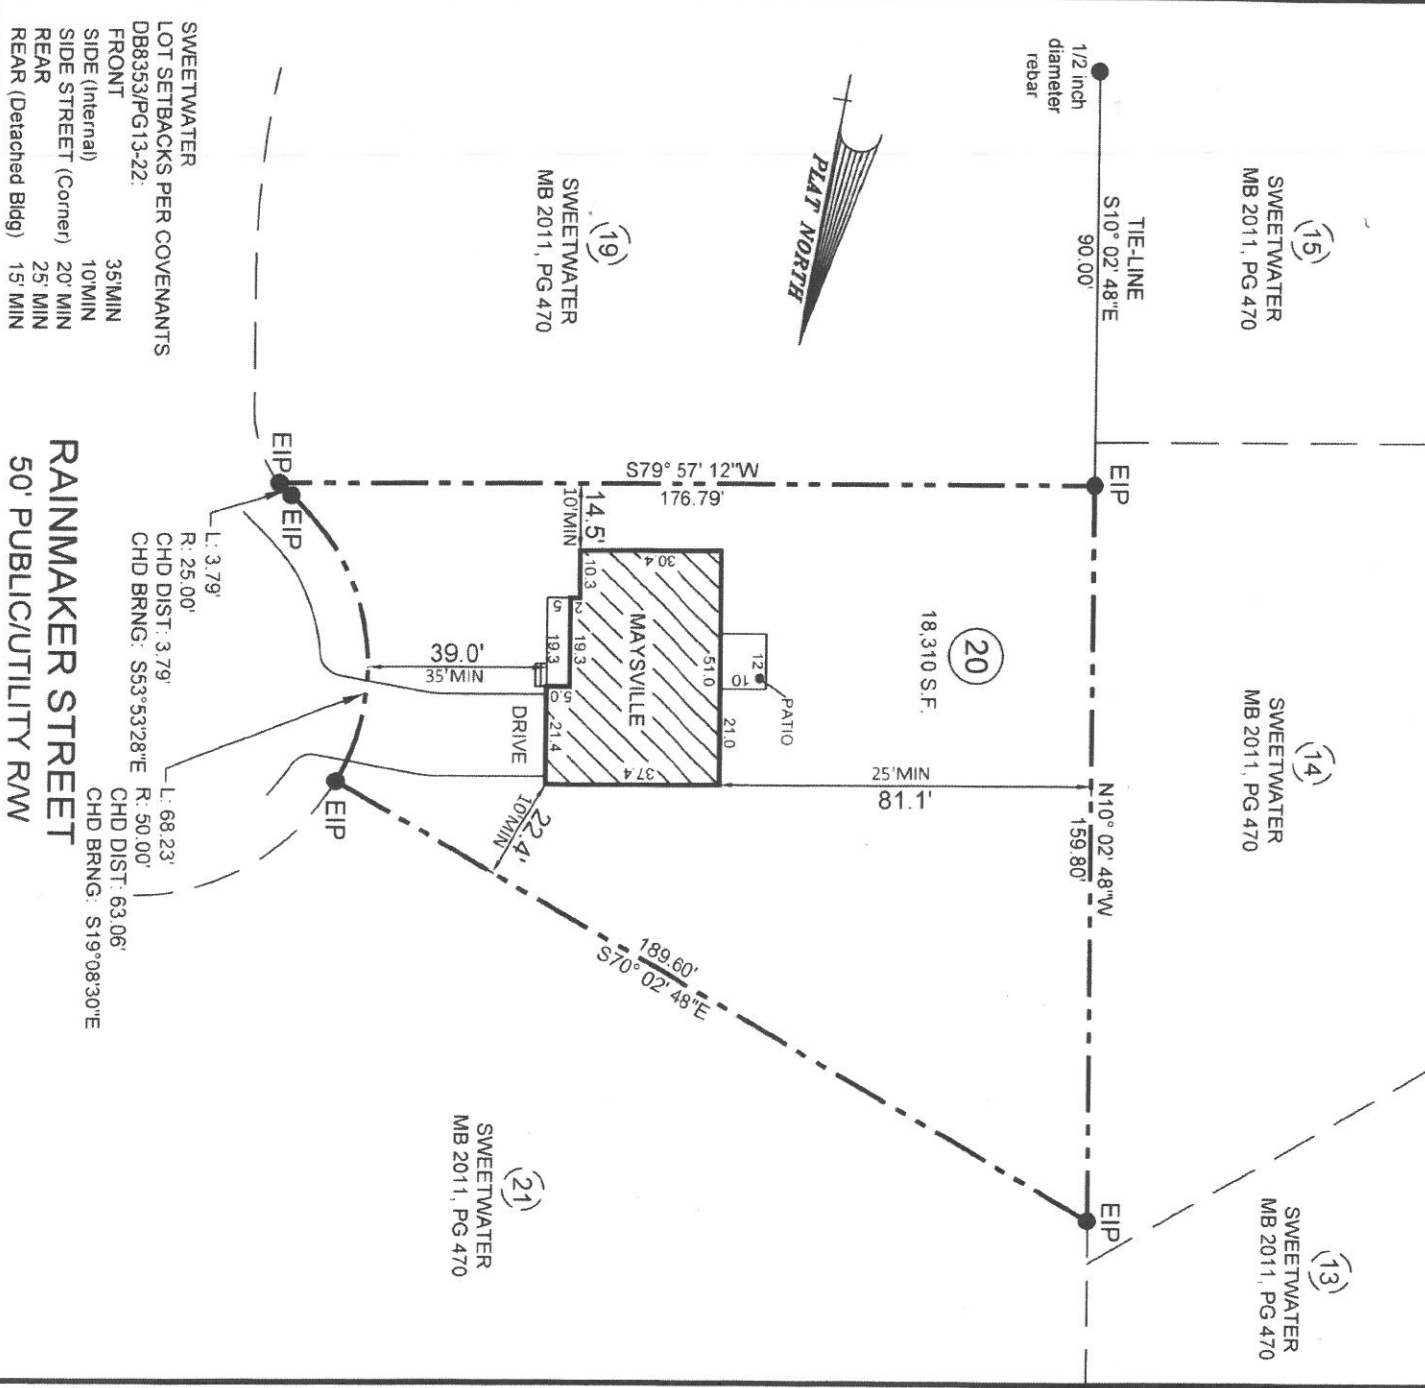 1/2 inch
diameter
rebar
TIE-LINE
S10° 02' 48"E
90.00'
(15)
SWEETWATER
MB 2011, PG 470
PLAT NORTH
(19)
SWEETWATER
MB 2011, PG 470
SWEETWATER
LOT SETBACKS PER COVENANTS
DB8353/PG13-22:
FRONT 35'MIN
SIDE (Internal) 10'MIN
SIDE STREET (Corner) 20' MIN
REAR 25' MIN
REAR (Detached Bldg) 15' MIN
EIP
S79° 57' 12"W
176.79'
EIP
EIP
14.5'
10'MIN
30.4
10.3
2
5
19.3
19.3
5.0
21.4
37.4
51.0
21.0
MAYSVILLE
12
10
PATIO
20
18,310 S.F.
(14)
SWEETWATER
MB 2011, PG 470
39.0'
35'MIN
DRIVE
25'MIN
81.1'
N10° 02' 48"W
159.80'
22.4'
10'MIN
EIP
L: 3.79'
R: 25.00'
CHD DIST: 3.79'
CHD BRNG: S53°53'28"E
L: 68.23'
R: 50.00'
CHD DIST: 63.06'
CHD BRNG: S19°08'30"E
RAINMAKER STREET
50' PUBLIC/UTILITY R/W
189.60'
S70° 02' 48"E
EIP
(13)
SWEETWATER
MB 2011, PG 470
(21)
SWEETWATER
MB 2011, PG 470